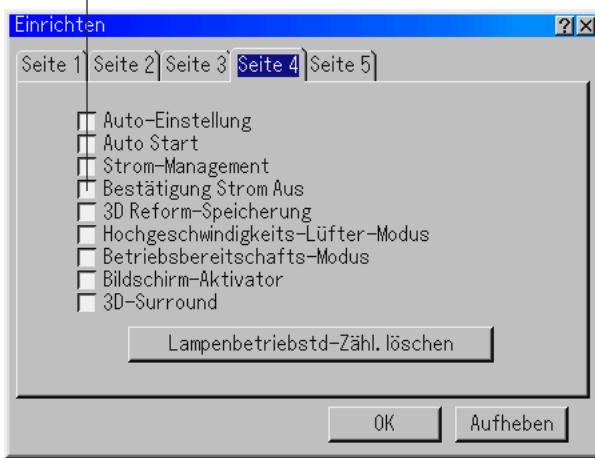 Einrichten ? X
Seite 1 Seite 2 Seite 3 Seite 4 Seite 5
Auto-Einstellung
Auto Start
Strom-Management
Bestätigung Strom Aus
3D Reform-Speicherung
Hochgeschwindigkeits-Lüfter-Modus
Betriebsbereitschafts-Modus
Bildschirm-Aktivator
3D-Surround
Lampenbetriebstd-Zähl. löschen
OK Aufheben